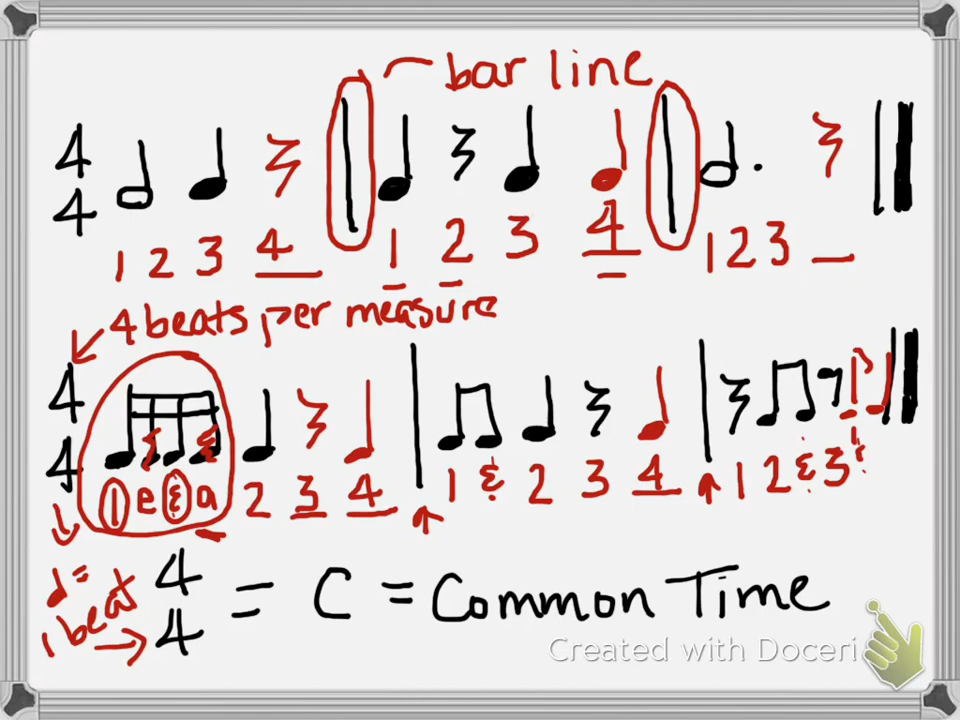 bar line
4
4
1 2 3 4 1 2 3 4 1 2 3
4 beats per measure
4
4
1 e & a 2 3 4 1 & 2 3 4 1 2 & 3
= 1 beat
4
4 = C = Common Time
Created with Doceri